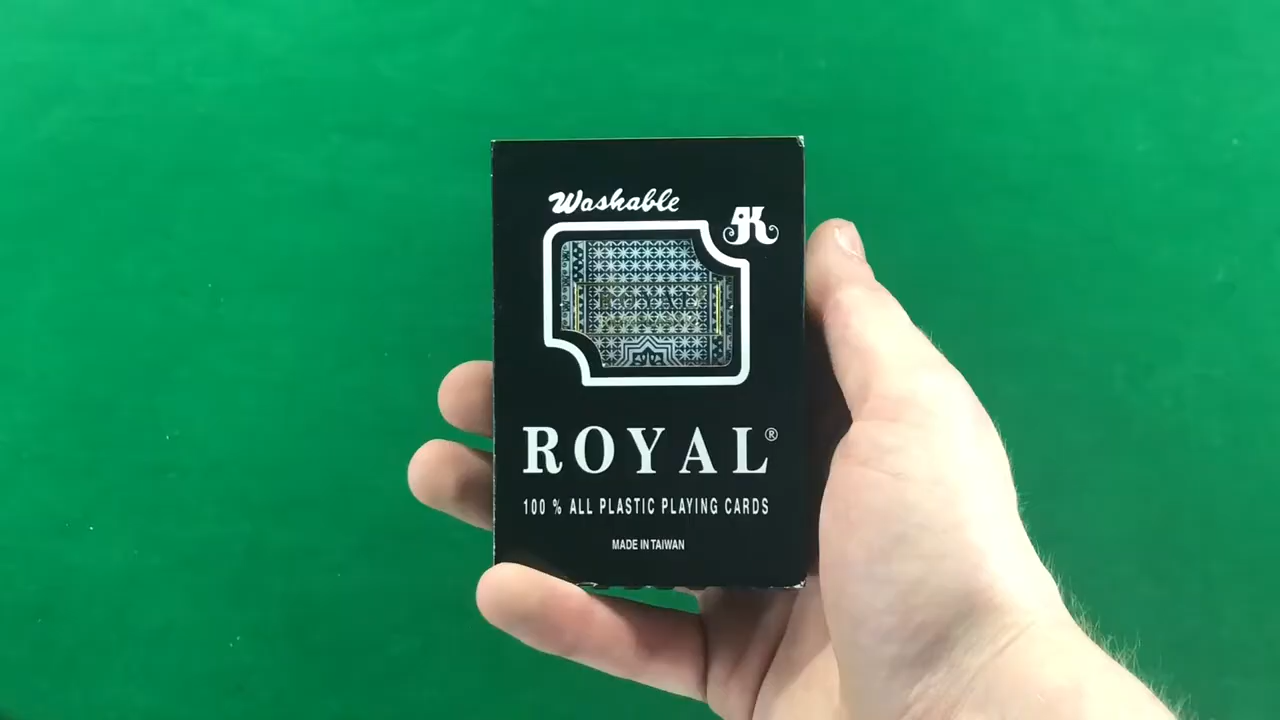 Washable
K
ROYAL®
100 % ALL PLASTIC PLAYING CARDS
MADE IN TAIWAN